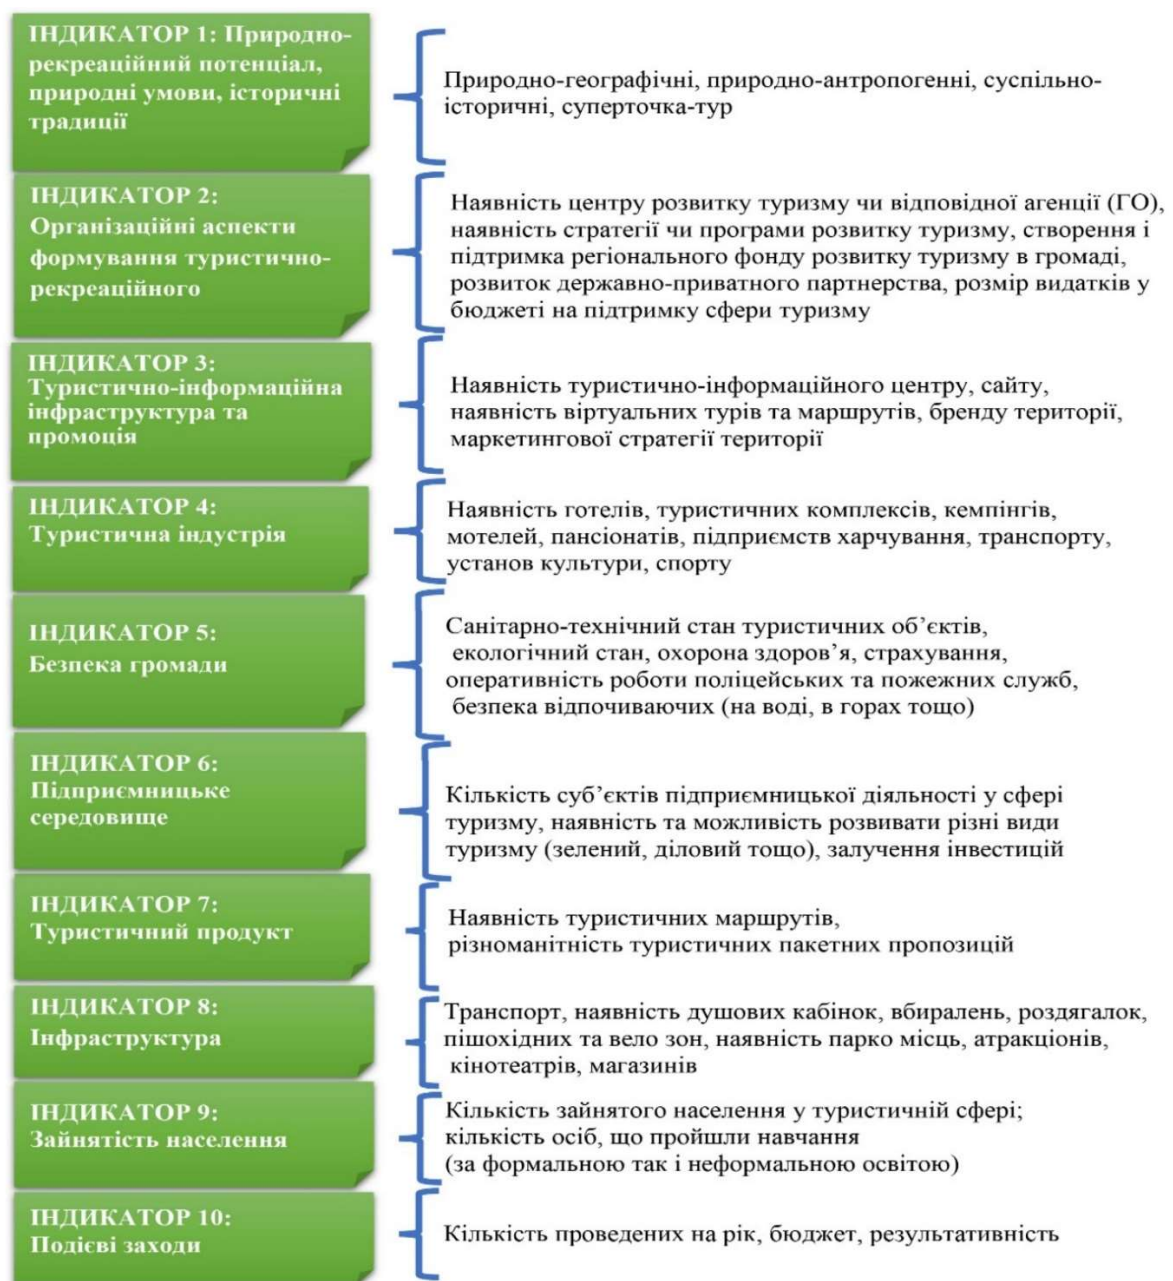 ІНДИКАТОР 1: Природно-
рекреаційний потенціал,
природні умови, історичні
традиції
Природно-географічні, природно-антропогенні, суспільно-
історичні, суперточка-тур
ІНДИКАТОР 2:
Організаційні аспекти
формування туристично-
рекреаційного
Наявність центру розвитку туризму чи відповідної агенції (ГО),
наявність стратегії чи програми розвитку туризму, створення і
підтримка регіонального фонду розвитку туризму в громаді,
розвиток державно-приватного партнерства, розмір видатків у
бюджеті на підтримку сфери туризму
ІНДИКАТОР 3:
Туристично-інформаційна
інфраструктура та
промоція
Наявність туристично-інформаційного центру, сайту,
наявність віртуальних турів та маршрутів, бренду території,
маркетингової стратегії території
ІНДИКАТОР 4:
Туристична індустрія
Наявність готелів, туристичних комплексів, кемпінгів,
мотелей, пансіонатів, підприємств харчування, транспорту,
установ культури, спорту
ІНДИКАТОР 5:
Безпека громади
Санітарно-технічний стан туристичних об’єктів,
екологічний стан, охорона здоров’я, страхування,
оперативність роботи поліцейських та пожежних служб,
безпека відпочиваючих (на воді, в горах тощо)
ІНДИКАТОР 6:
Підприємницьке
середовище
Кількість суб’єктів підприємницької діяльності у сфері
туризму, наявність та можливість розвивати різні види
туризму (зелений, діловий тощо), залучення інвестицій
ІНДИКАТОР 7:
Туристичний продукт
Наявність туристичних маршрутів,
різноманітність туристичних пакетних пропозицій
ІНДИКАТОР 8:
Інфраструктура
Транспорт, наявність душових кабінок, вбиралень, роздягалок,
пішохідних та вело зон, наявність парко місць, атракціонів,
кінотеатрів, магазинів
ІНДИКАТОР 9:
Зайнятість населення
Кількість зайнятого населення у туристичній сфері;
кількість осіб, що пройшли навчання
(за формальною так і неформальною освітою)
ІНДИКАТОР 10:
Подієві заходи
Кількість проведених на рік, бюджет, результативність